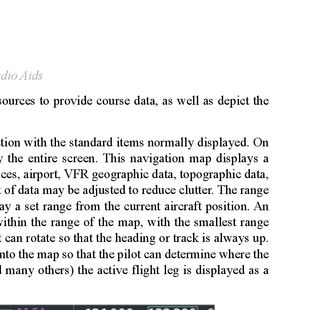 dio Aids
sources to provide course data, as well as depict the
tion with the standard items normally displayed. On
the entire screen. This navigation map displays a
ces, airport, VFR geographic data, topographic data,
of data may be adjusted to reduce clutter. The range
ay a set range from the current aircraft position. An
within the range of the map, with the smallest range
can rotate so that the heading or track is always up.
nto the map so that the pilot can determine where the
many others) the active flight leg is displayed as a